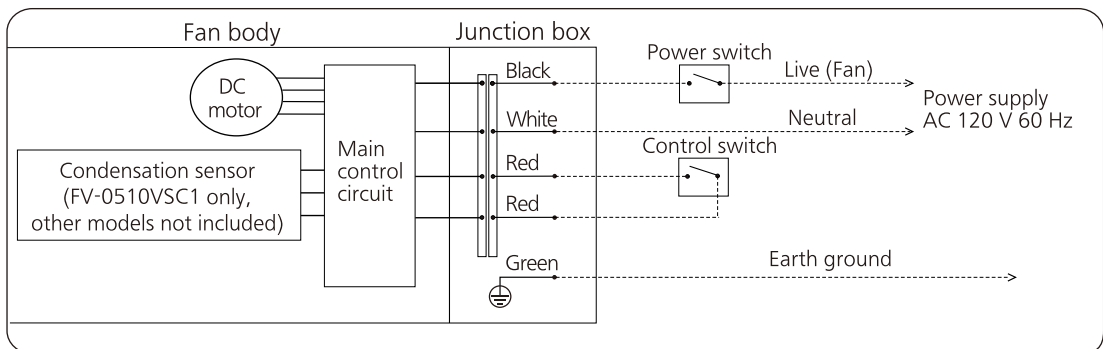 Fan body
Junction box
Power switch
DC
motor
Black
Live (Fan)
Power supply
AC 120 V 60 Hz
White
Neutral
Main
control
circuit
Control switch
Condensation sensor
(FV-0510VSC1 only,
other models not included)
Red
Red
Green
Earth ground